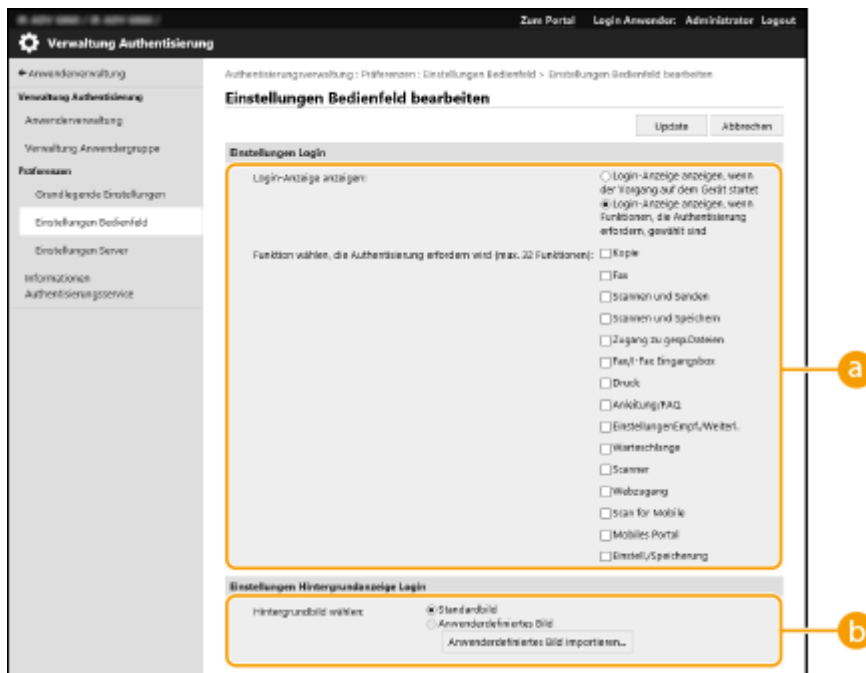 Zum Portal Login Anwender: Administrator Logout
Verwaltung Authentisierung
Anwenderverwaltung
Verwaltung Authentisierung
Anwenderverwaltung
Verwaltung Anwendergruppe
Präferenzen
Grundlegende Einstellungen
Einstellungen Bedienfeld
Einstellungen Server
Informationen
Authentisierungsservice
Authentisierungsverwaltung : Präferenzen : Einstellungen Bedienfeld > Einstellungen Bedienfeld bearbeiten
Einstellungen Bedienfeld bearbeiten
Update Abbrechen
Einstellungen Login
Login-Anzeige anzeigen:
Login-Anzeige anzeigen, wenn
der Vorgang auf dem Gerät startet
Login-Anzeige anzeigen, wenn
Funktionen, die Authentisierung
erfordern, gewählt sind
Funktion wählen, die Authentisierung erfordern wird (max. 32 Funktionen): Kopie
Fax
Scannen und Senden
Scannen und Speichern
Zugang zu gesp.Dateien
Fax/I-Fax Eingangsbox
Druck
Anleitung/FAQ
EinstellungenEmpf./Weiterl.
Warteschlange
Scanner
Webzugang
Scan for Mobile
Mobiles Portal
Einstell./Speicherung
a
Einstellungen Hintergrundanzeige Login
Hintergrundbild wählen: Standardbild
Anwenderdefiniertes Bild
Anwenderdefiniertes Bild importieren...
b